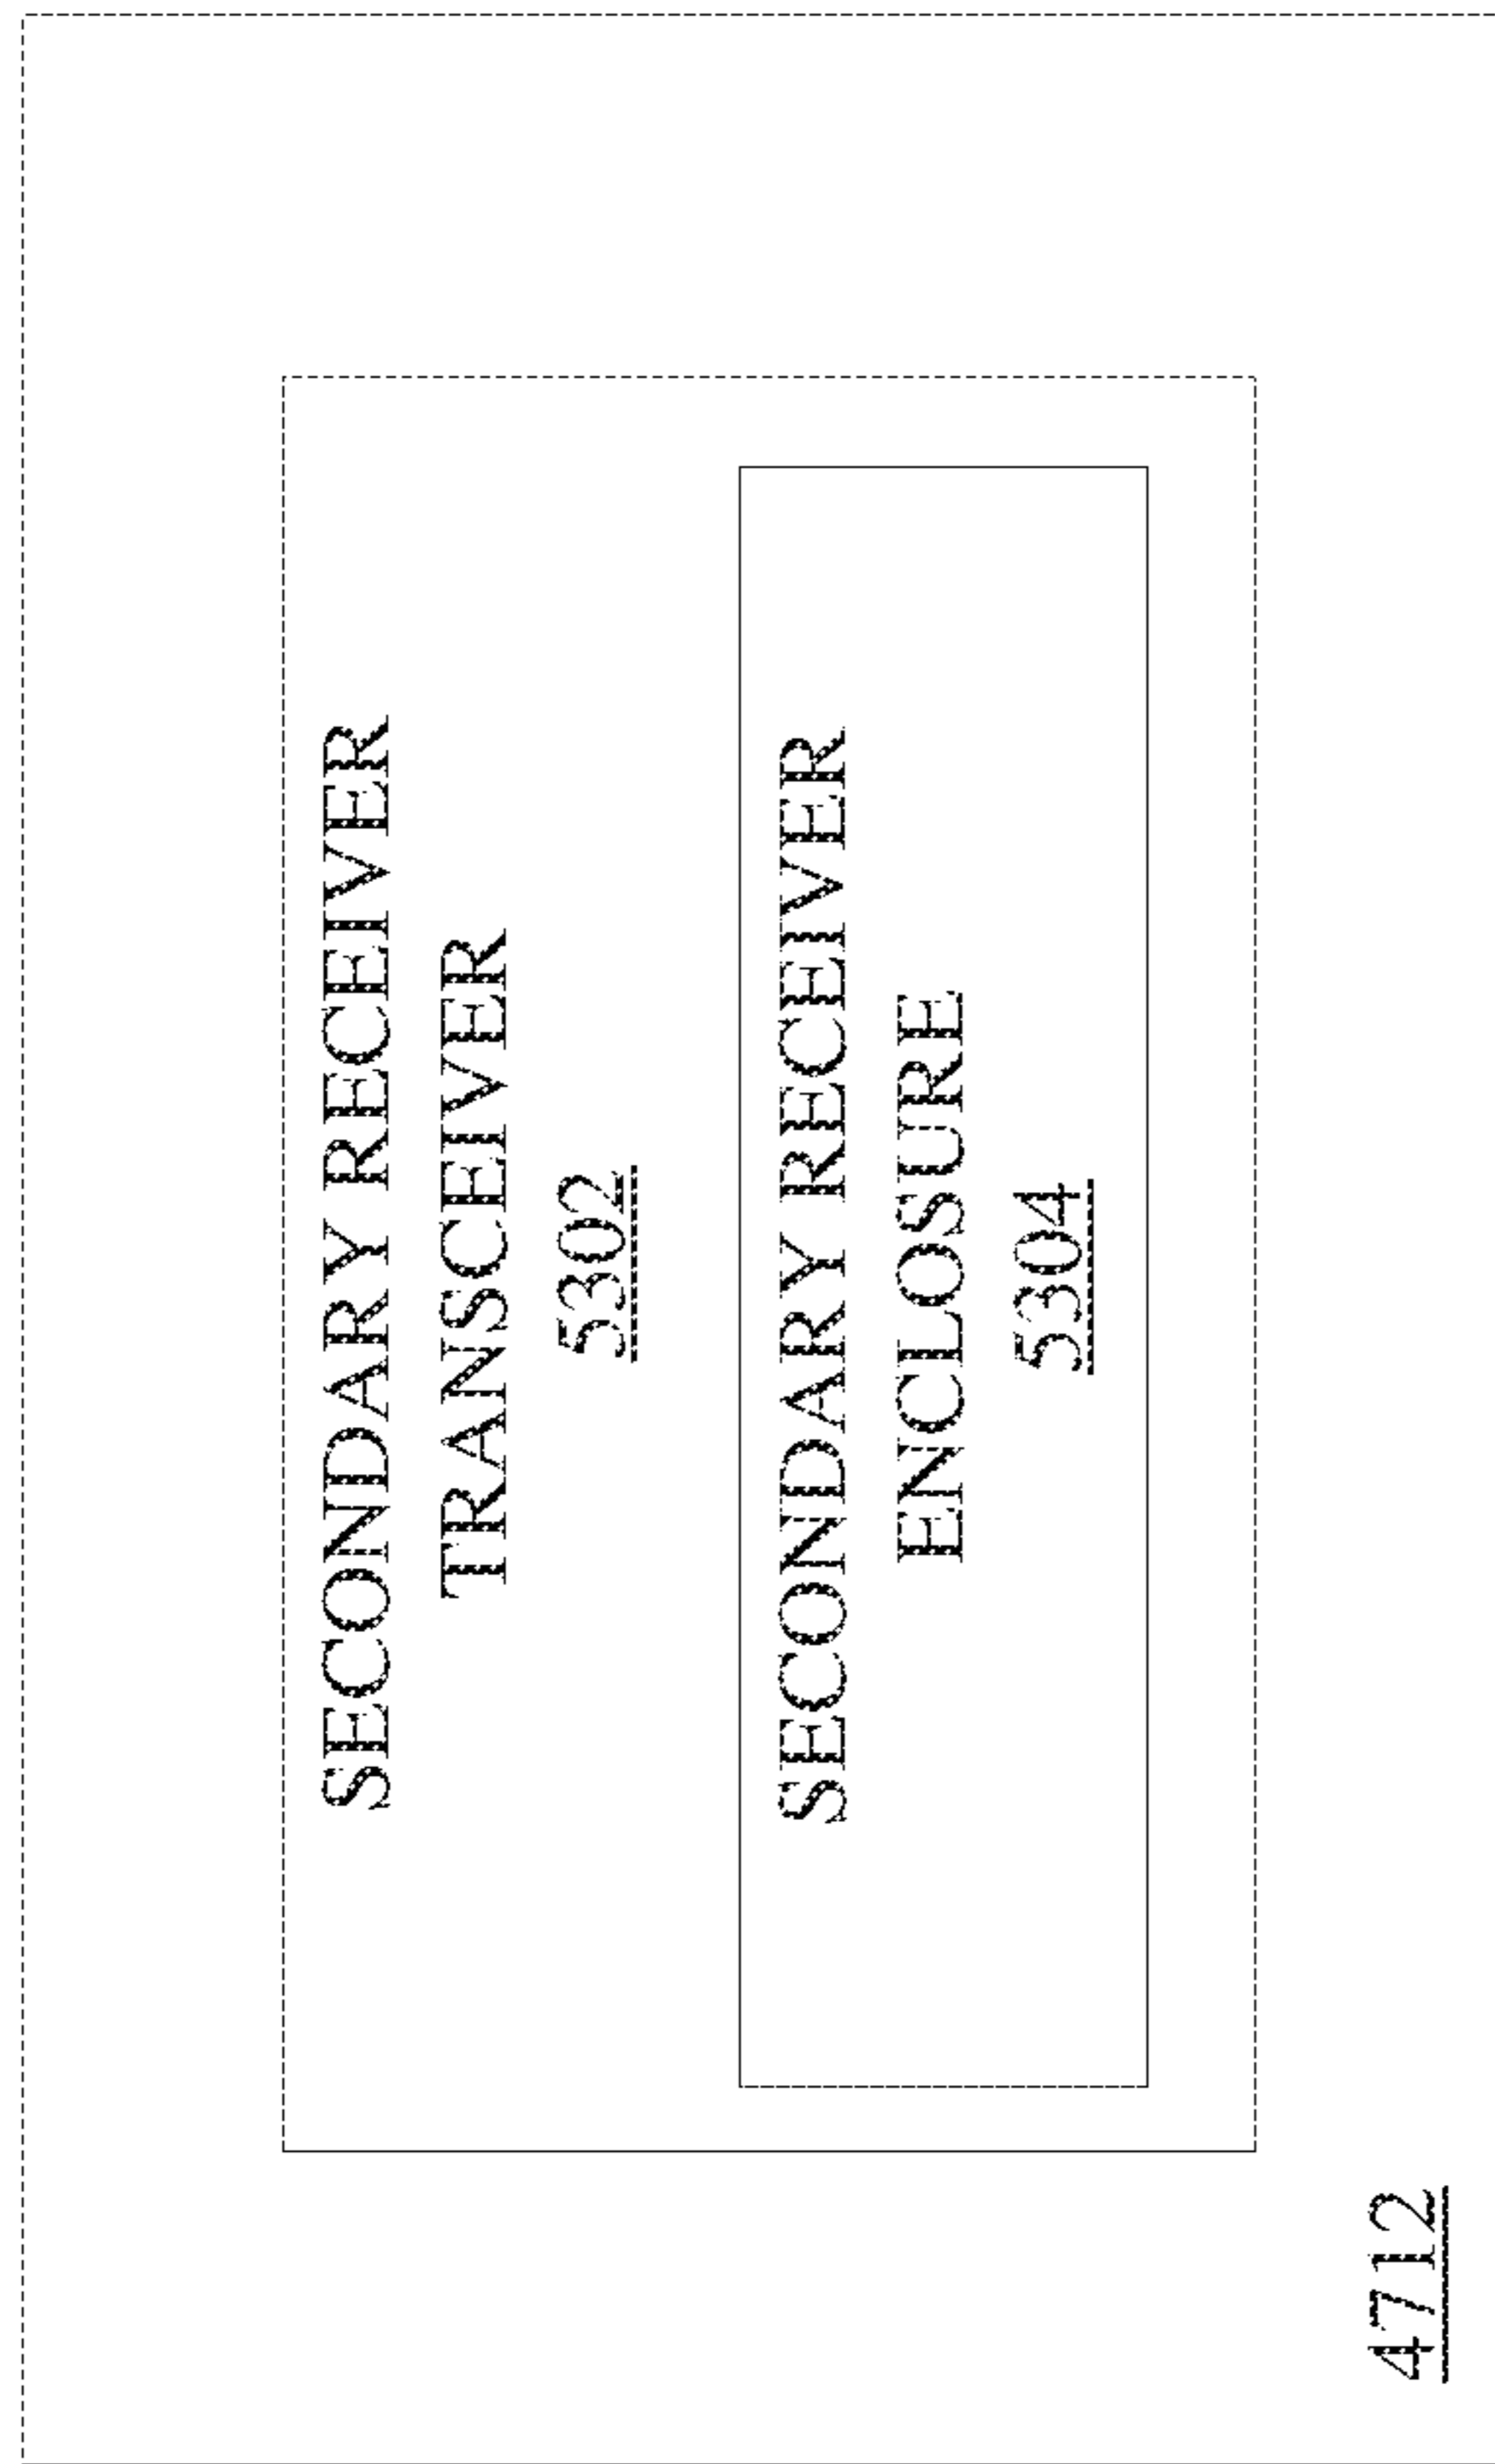 SECONDARY RECEIVER
TRANSCEIVER
5302
SECONDARY RECEIVER
ENCLOSURE
5304
4712